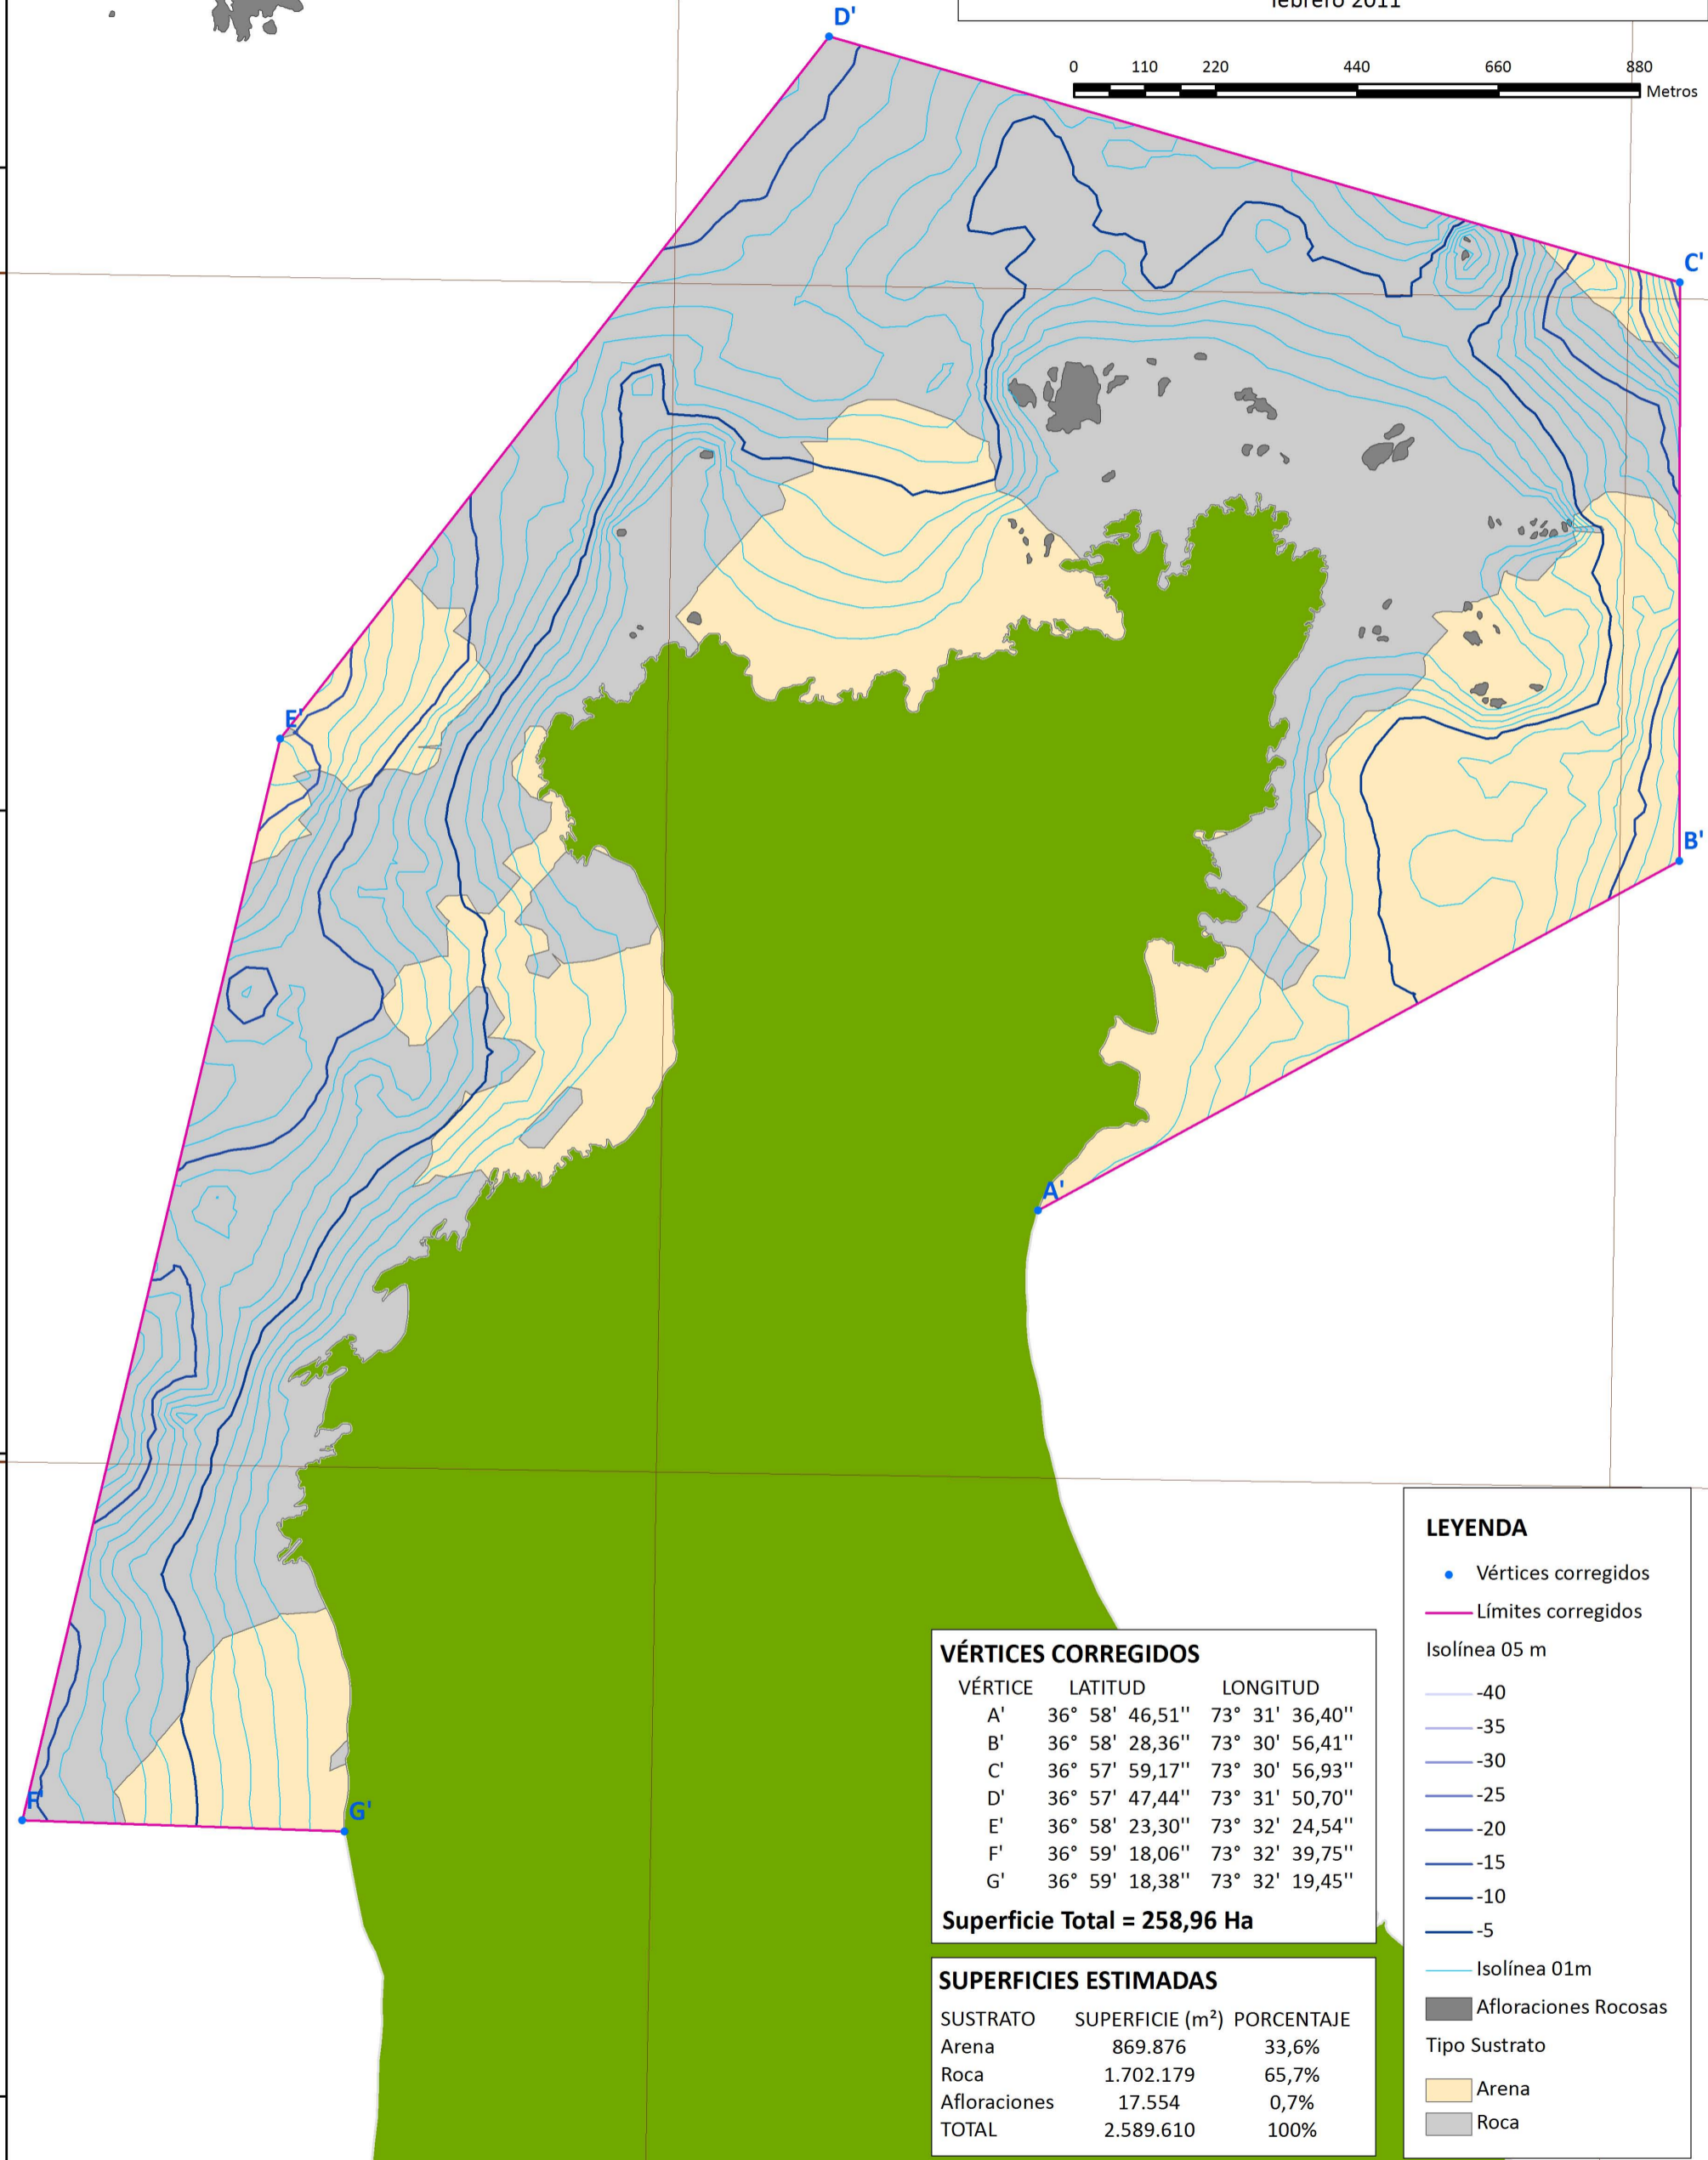 febrero 2011
D'
0 110 220 440 660 880
Metros
C'
E'
B'
A'
F'
G'
LEYENDA
Vértices corregidos
Límites corregidos
Isolínea 05 m
-40
-35
-30
-25
-20
-15
-10
-5
Isolínea 01m
Afloraciones Rocosas
Tipo Sustrato
Arena
Roca
VÉRTICES CORREGIDOS
VÉRTICE LATITUD LONGITUD
A' 36° 58' 46,51'' 73° 31' 36,40''
B' 36° 58' 28,36'' 73° 30' 56,41''
C' 36° 57' 59,17'' 73° 30' 56,93''
D' 36° 57' 47,44'' 73° 31' 50,70''
E' 36° 58' 23,30'' 73° 32' 24,54''
F' 36° 59' 18,06'' 73° 32' 39,75''
G' 36° 59' 18,38'' 73° 32' 19,45''
Superficie Total = 258,96 Ha
SUPERFICIES ESTIMADAS
SUSTRATO SUPERFICIE (m²) PORCENTAJE
Arena 869.876 33,6%
Roca 1.702.179 65,7%
Afloraciones 17.554 0,7%
TOTAL 2.589.610 100%